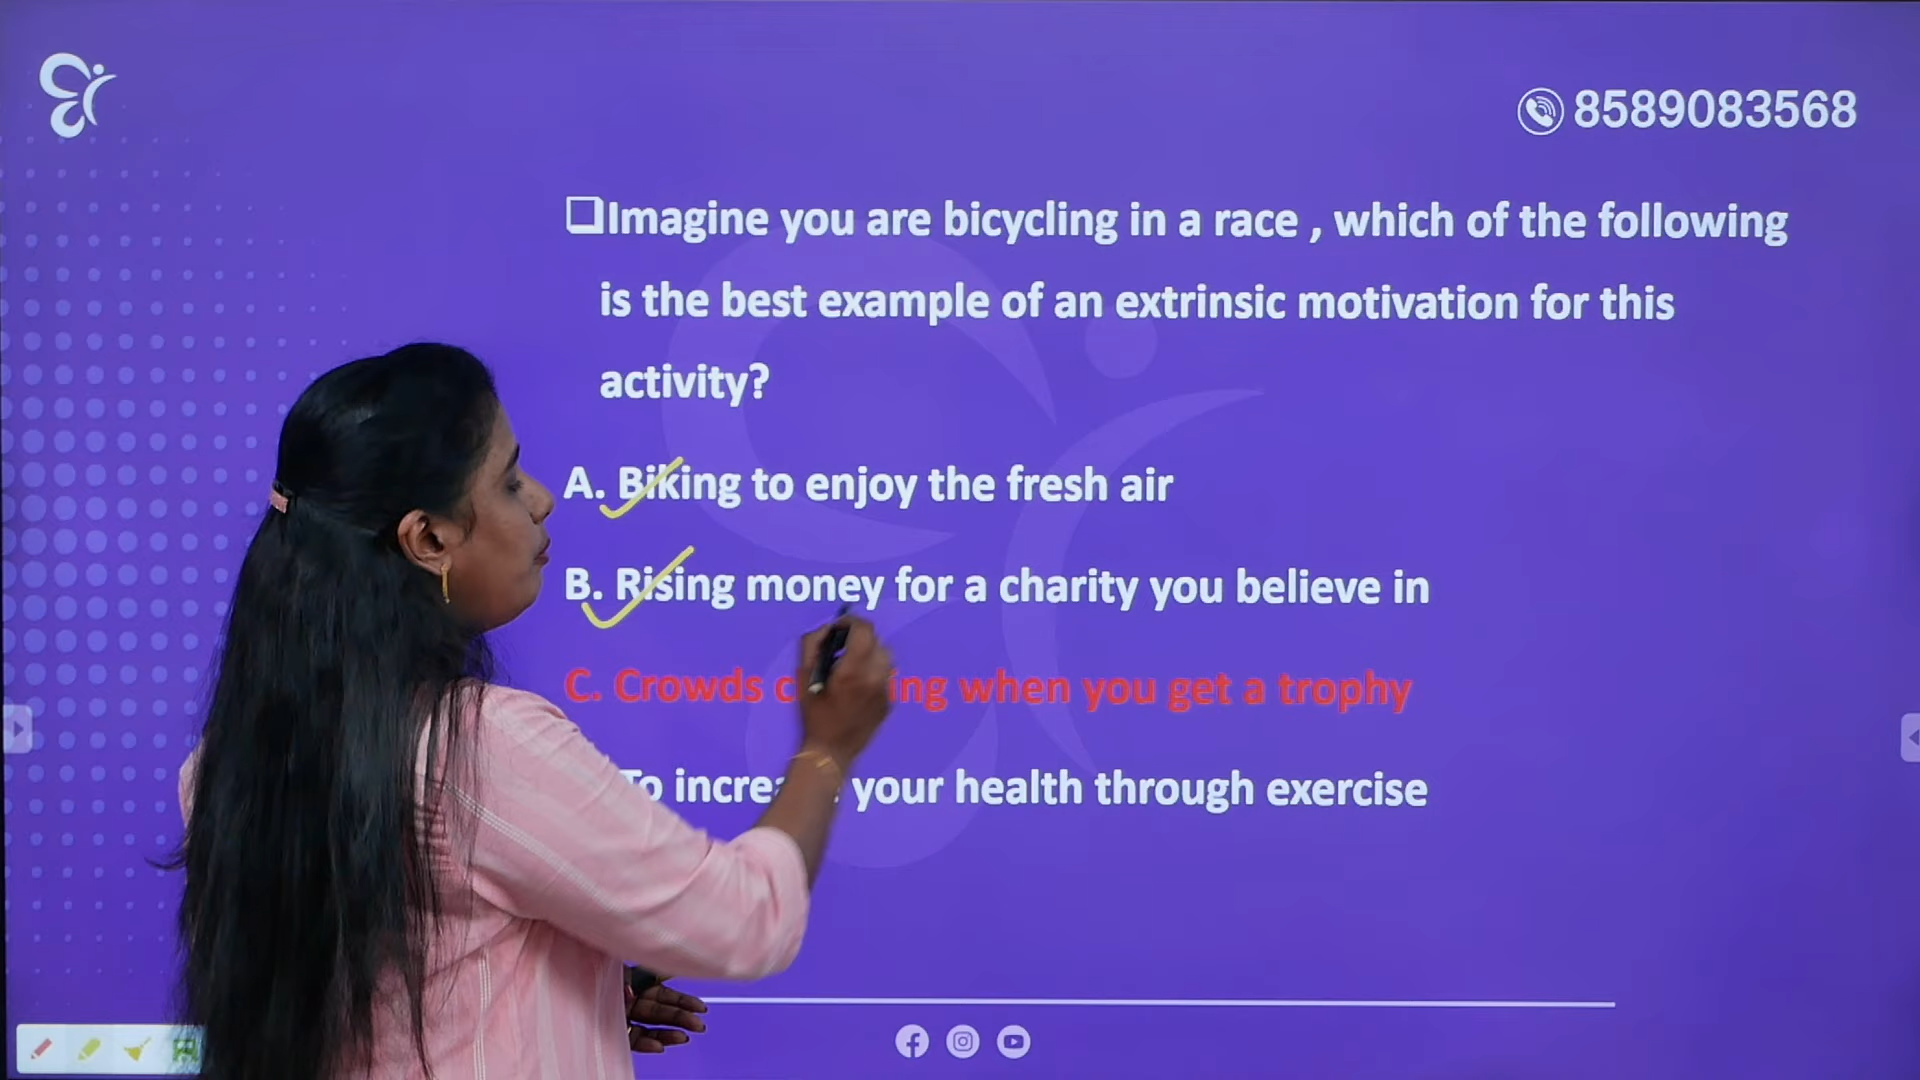 8589083568
Imagine you are bicycling in a race , which of the following
is the best example of an extrinsic motivation for this
activity?
A. Biking to enjoy the fresh air
B. Rising money for a charity you believe in
C. Crowds when you get a trophy
To your health through exercise